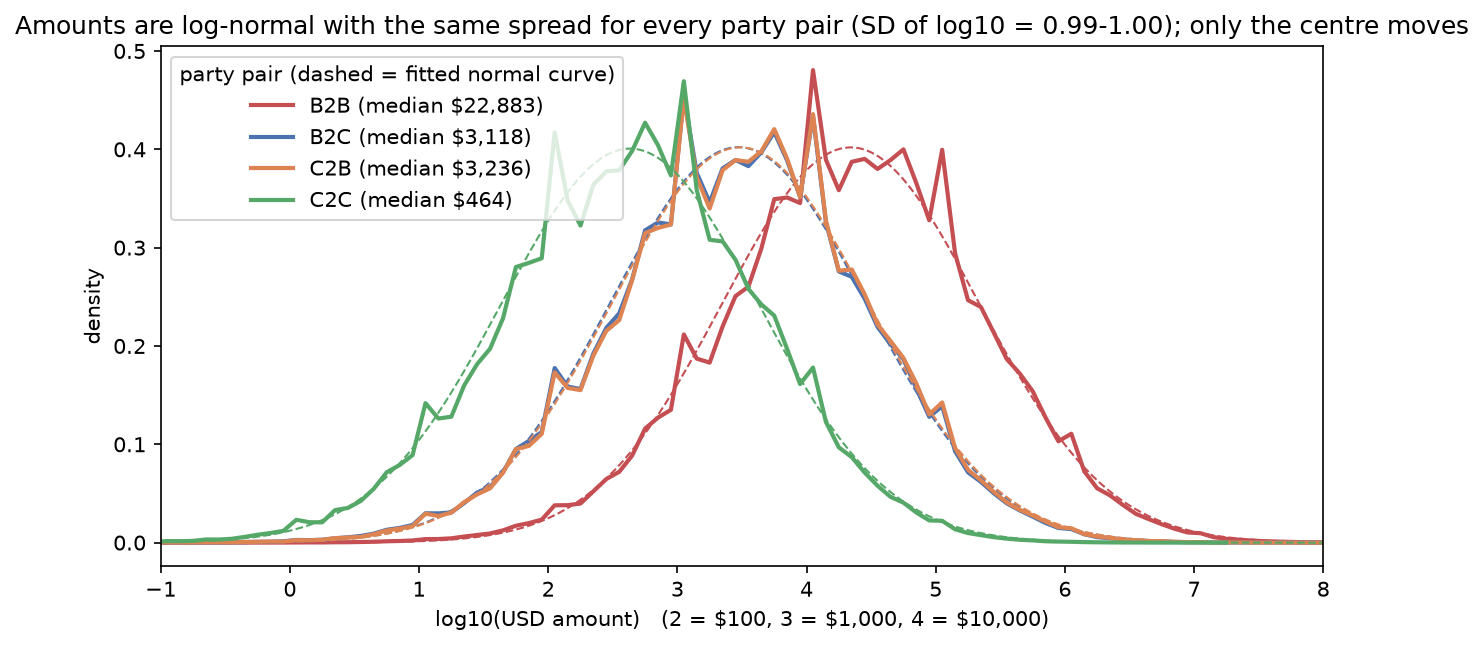 Amounts are log-normal with the same spread for every party pair (SD of log10 = 0.99-1.00); only the centre moves
party pair (dashed = fitted normal curve)
B2B (median $22,883)
B2C (median $3,118)
C2B (median $3,236)
C2C (median $464)
density
0.5
0.4
0.3
0.2
0.1
0.0
−1 0 1 2 3 4 5 6 7 8
log10(USD amount) (2 = $100, 3 = $1,000, 4 = $10,000)